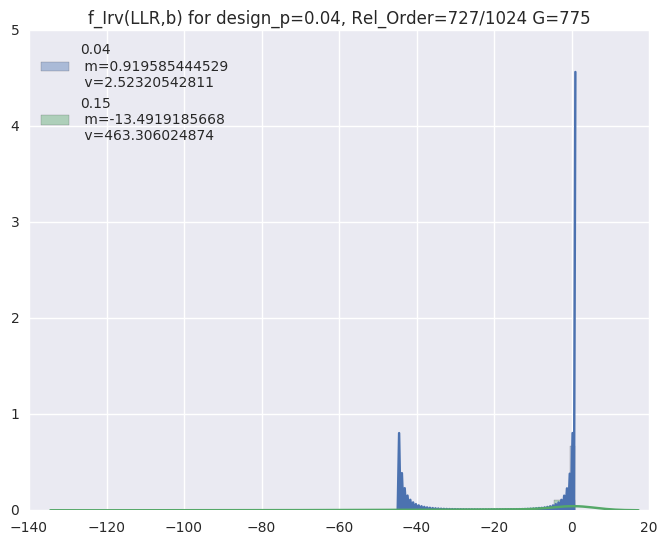 f_Irv(LLR,b) for design_p=0.04, Rel_Order=727/1024 G=775
5
4
3
2
1
0
0.04
m=0.919585444529
v=2.52320542811
0.15
m=-13.4919185668
v=463.306024874
−140 −120 −100 −80 −60 −40 −20 0 20